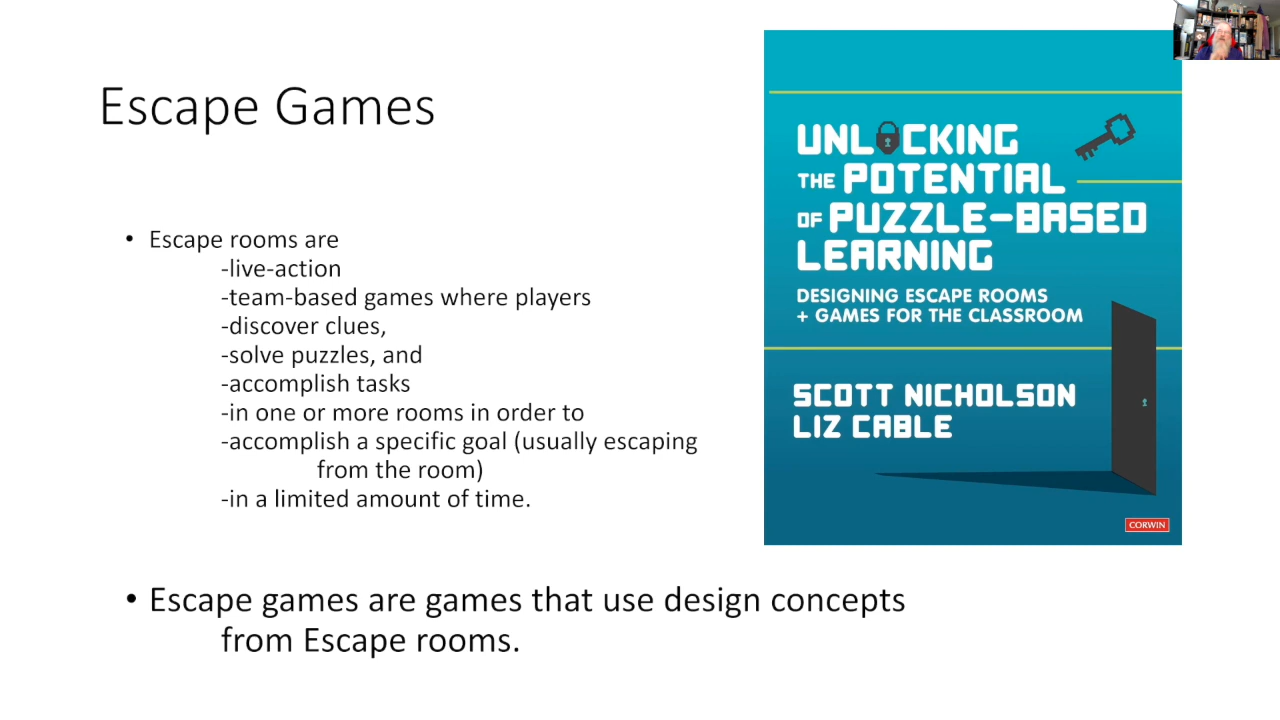 Escape Games
• Escape rooms are
-live-action
-team-based games where players
-discover clues,
-solve puzzles, and
-accomplish tasks
-in one or more rooms in order to
-accomplish a specific goal (usually escaping
from the room)
-in a limited amount of time.
• Escape games are games that use design concepts
from Escape rooms.
UNLOCKING
THE POTENTIAL
OF PUZZLE-BASED
LEARNING
DESIGNING ESCAPE ROOMS
+ GAMES FOR THE CLASSROOM
SCOTT NICHOLSON
LIZ CABLE
CORWIN